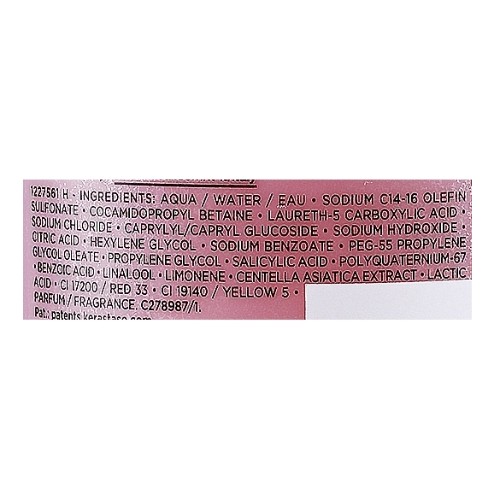 1227561 H - INGREDIENTS: AQUA / WATER / EAU • SODIUM C14-16 OLEFIN
SULFONATE • COCAMIDOPROPYL BETAINE • LAURETH-5 CARBOXYLIC ACID •
SODIUM CHLORIDE • CAPRYLYL/CAPRYL GLUCOSIDE • SODIUM HYDROXIDE •
CITRIC ACID • HEXYLENE GLYCOL • SODIUM BENZOATE • PEG-55 PROPYLENE
GLYCOL OLEATE • PROPYLENE GLYCOL • SALICYLIC ACID • POLYQUATERNIUM-67
• BENZOIC ACID • LINALOOL • LIMONENE • CENTELLA ASIATICA EXTRACT • LACTIC
ACID • CI 17200 / RED 33 • CI 19140 / YELLOW 5 •
PARFUM / FRAGRANCE. C278987/1.
Pat.: patents.kerastase.com